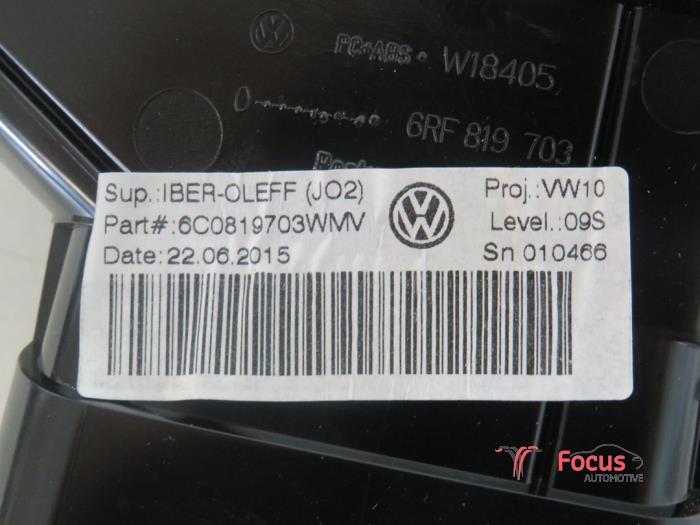 PC+ABS · W18405
6RF 819 703
Sup.:IBER-OLEFF (JO2)
Proj.:VW10
Part#:6C0819703WMV
Level.:09S
Date:22.06.2015
Sn 010466
Focus
AUTOMOTIVE